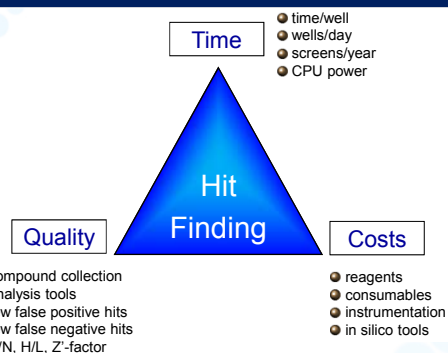 Time
time/well
wells/day
screens/year
CPU power
Hit
Finding
Quality
ompound collection
nalysis tools
w false positive hits
w false negative hits
/N, H/L, Z'-factor
Costs
reagents
consumables
instrumentation
in silico tools